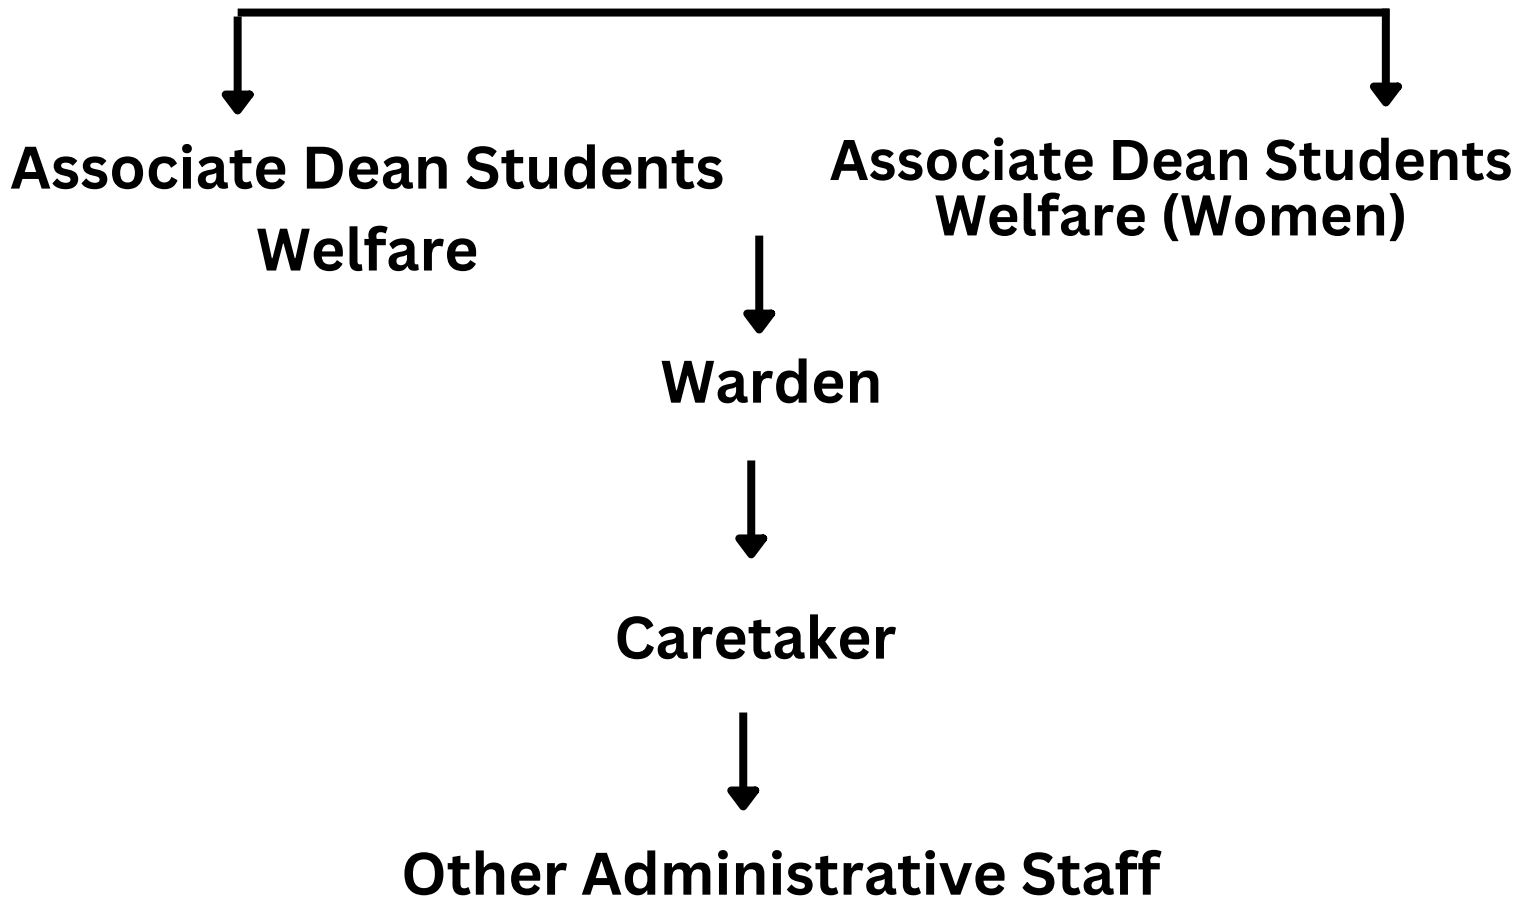 Associate Dean Students
Welfare
Associate Dean Students
Welfare (Women)
Warden
Caretaker
Other Administrative Staff